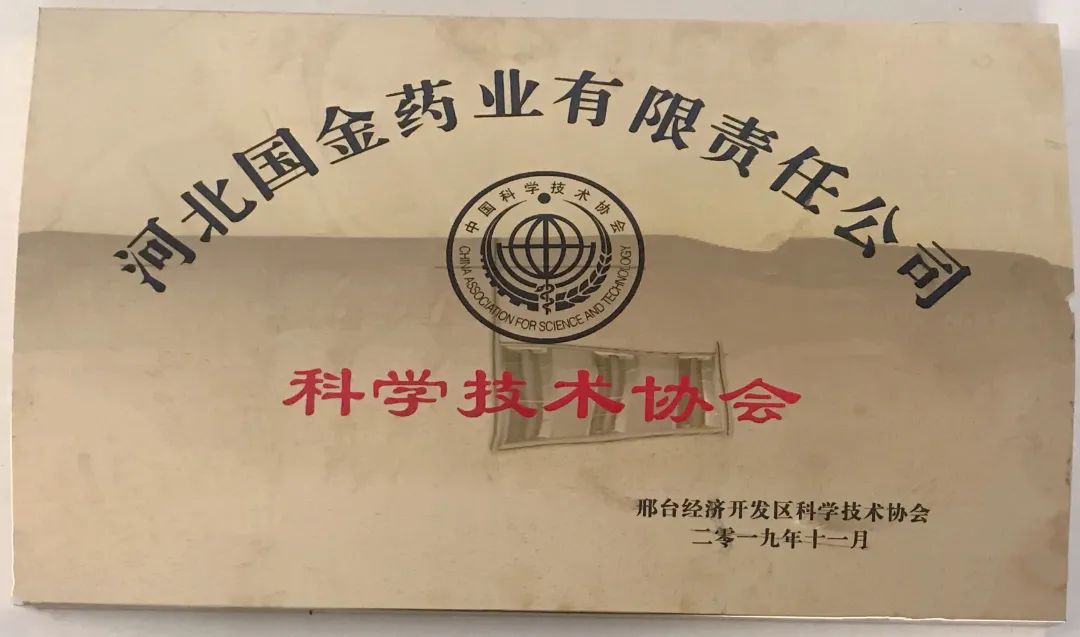 河北国金药业有限责任公司
中国科学技术协会
CHINA ASSOCIATION FOR SCIENCE AND TECHNOLOGY
科学技术协会
邢台经济开发区科学技术协会
二零一九年十一月